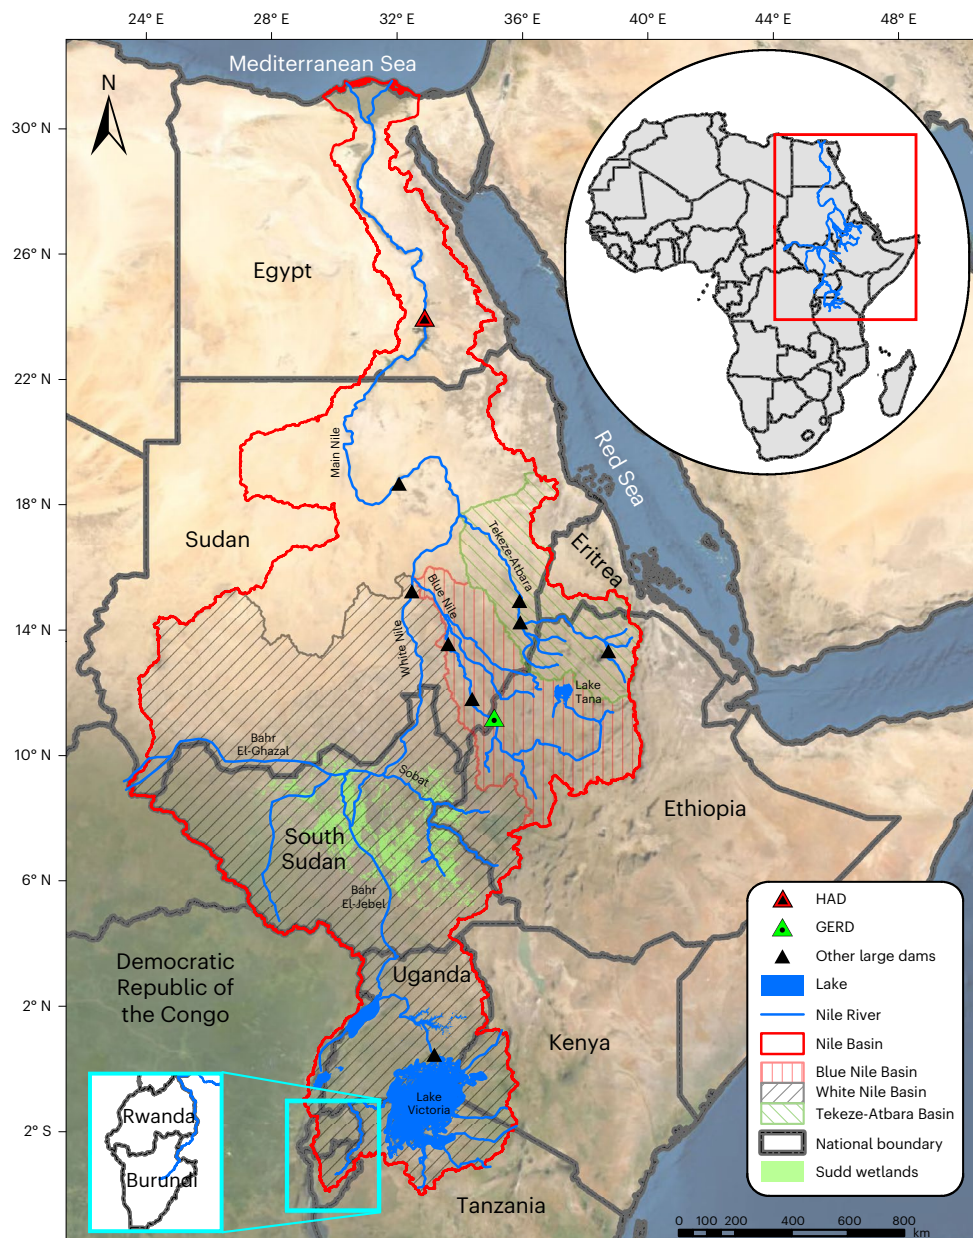 24° E
28° E
32° E
36° E
40° E
44° E
48° E
Mediterranean Sea
N
30° N
26° N
Egypt
22° N
Main Nile
Red Sea
18° N
Sudan
Tekeze-Atbara
Eritrea
Blue Nile
White Nile
14° N
Lake
Tana
Bahr
El-Ghazal
10° N
Sobat
Ethiopia
South
Sudan
6° N
Bahr
El-Jebel
Democratic
Republic of
the Congo
Uganda
2° N
Kenya
Lake
Victoria
Rwanda
Burundi
2° S
Tanzania
HAD
GERD
Other large dams
Lake
Nile River
Nile Basin
Blue Nile Basin
White Nile Basin
Tekeze-Atbara Basin
National boundary
Sudd wetlands
0 100 200 400 600 800
km